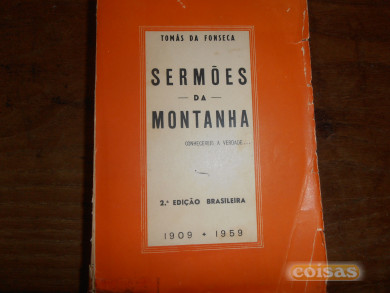 TOMÁS DA FONSECA
SERMÕES
— DA —
MONTANHA
CONHECEREIS A VERDADE...
2.ª EDIÇÃO BRASILEIRA
1909 • 1959
coisas